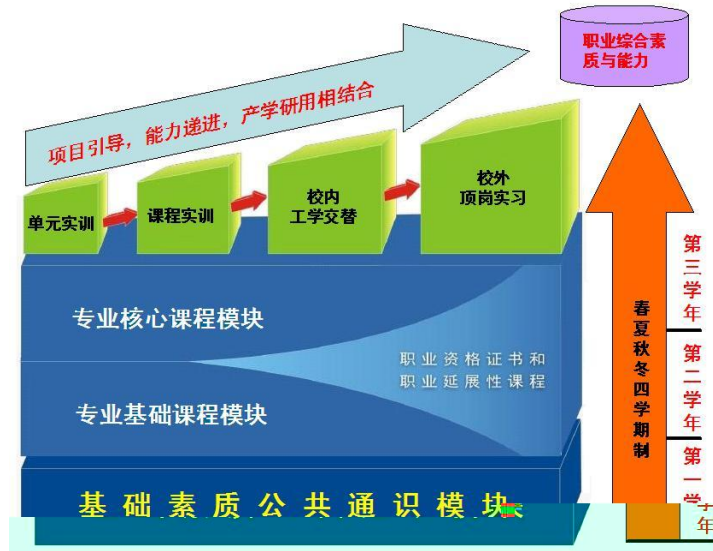 职业综合素
质与能力
项目引导，能力递进，产学研用相结合
单元实训
课程实训
校内
工学交替
校外
顶岗实习
专业核心课程模块
职业资格证书和
职业延展性课程
专业基础课程模块
基础素质公共通识模块
春夏秋冬四学期制
第三学年
第二学年
第一学年